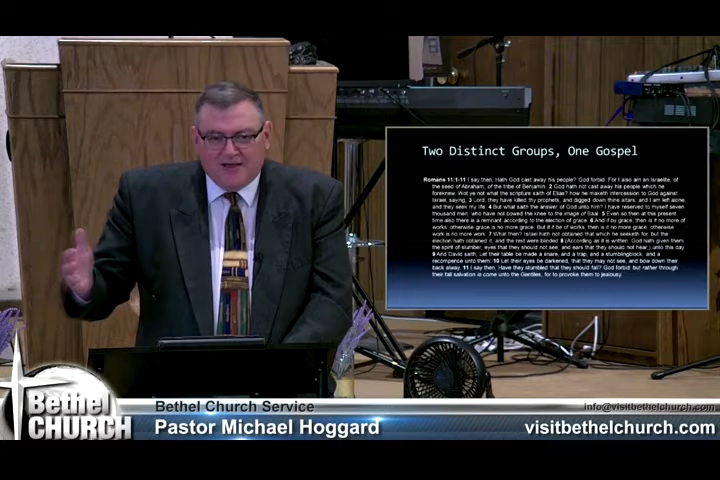 Two Distinct Groups, One Gospel
Romans 11:1-11 I say then, Hath God cast away his people? God forbid. For I also am an Israelite, of
the seed of Abraham, of the tribe of Benjamin. 2 God hath not cast away his people which he
foreknew. Wot ye not what the scripture saith of Elias? how he maketh intercession to God against
Israel, saying, 3 Lord, they have killed thy prophets, and digged down thine altars; and I am left alone,
and they seek my life. 4 But what saith the answer of God unto him? I have reserved to myself seven
thousand men, who have not bowed the knee to the image of Baal. 5 Even so then at this present
time also there is a remnant according to the election of grace. 6 And if by grace, then is it no more of
works: otherwise grace is no more grace. But if it be of works, then is it no more grace: otherwise
work is no more work. 7 What then? Israel hath not obtained that which he seeketh for; but the
election hath obtained it, and the rest were blinded 8 (According as it is written, God hath given them
the spirit of slumber, eyes that they should not see, and ears that they should not hear;) unto this day.
9 And David saith, Let their table be made a snare, and a trap, and a stumblingblock, and a
recompence unto them: 10 Let their eyes be darkened, that they may not see, and bow down their
back alway. 11 I say then, Have they stumbled that they should fall? God forbid: but rather through
their fall salvation is come unto the Gentiles, for to provoke them to jealousy.
Bethel
CHURCH
Bethel Church Service
info@visitbethelchurch.com
Pastor Michael Hoggard
visitbethelchurch.com